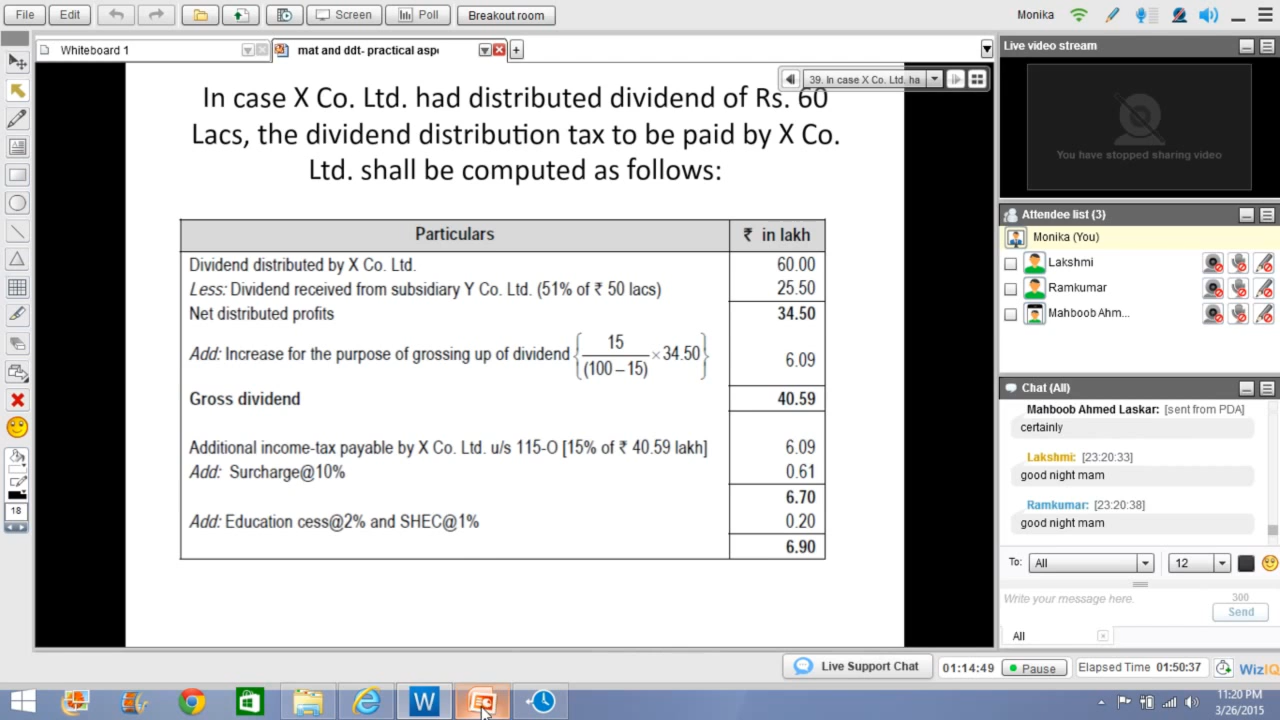 File
Edit
Screen
Poll
Breakout room
Monika
Whiteboard 1
mat and ddt- practical aspe
39. In case X Co. Ltd. ha
In case X Co. Ltd. had distributed dividend of Rs. 60
Lacs, the dividend distribution tax to be paid by X Co.
Ltd. shall be computed as follows:
Particulars ₹ in lakh
Dividend distributed by X Co. Ltd. 60.00
Less: Dividend received from subsidiary Y Co. Ltd. (51% of ₹ 50 lacs) 25.50
Net distributed profits 34.50
Add: Increase for the purpose of grossing up of dividend {15/(100–15) ×34.50} 6.09
Gross dividend 40.59
Additional income-tax payable by X Co. Ltd. u/s 115-O [15% of ₹ 40.59 lakh] 6.09
Add: Surcharge@10% 0.61
6.70
Add: Education cess@2% and SHEC@1% 0.20
6.90
18
Live video stream
You have stopped sharing video
Attendee list (3)
Monika (You)
Lakshmi
Ramkumar
Mahboob Ahm...
Chat (All)
Mahboob Ahmed Laskar: [sent from PDA]
certainly
Lakshmi: [23:20:33]
good night mam
Ramkumar: [23:20:38]
good night mam
To: All 12
Write your message here. 300
Send
All
Live Support Chat
01:14:49
Pause
Elapsed Time 01:50:37
WizIQ
11:20 PM
3/26/2015